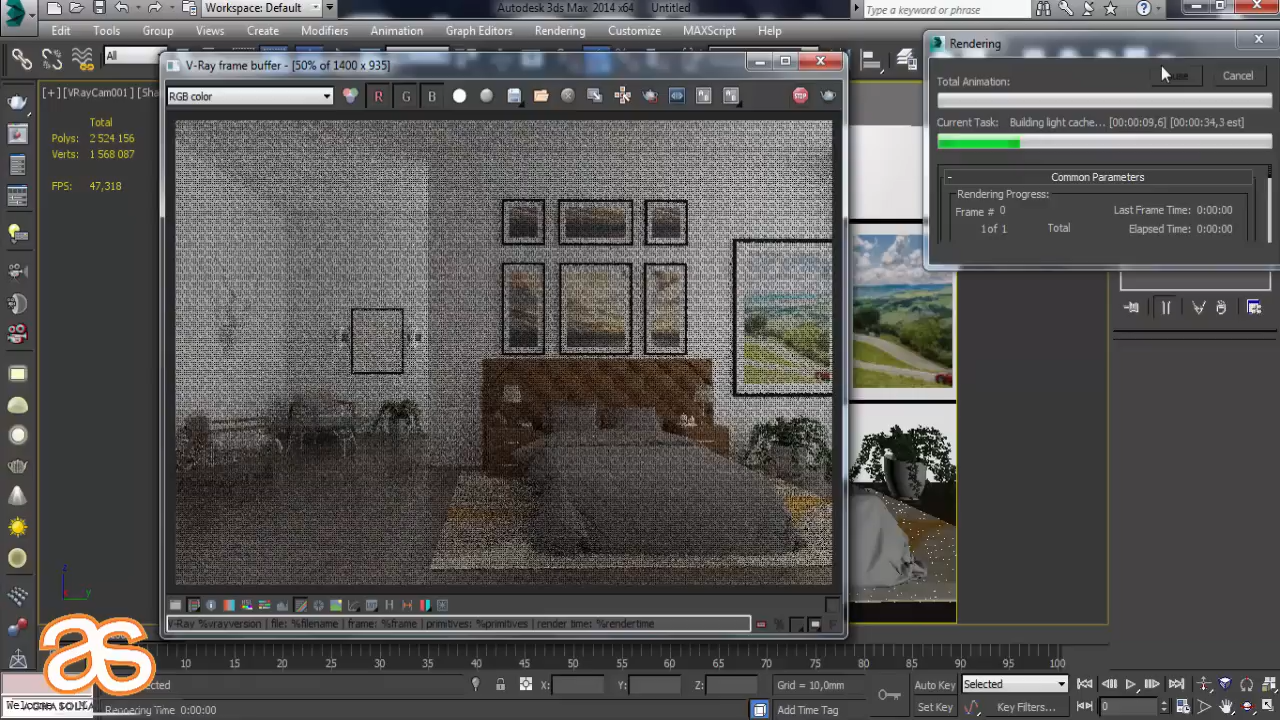 Workspace: Default
Autodesk 3ds Max 2014 x64 Untitled
Type a keyword or phrase
Edit Tools Group Views Create Modifiers Animation Graph Editors Rendering Customize MAXScript Help
All
V-Ray frame buffer - [50% of 1400 x 935]
RGB color
R G B
[+] [VRayCam001] [Sha
Total
Polys: 2 524 156
Verts: 1 568 087
FPS: 47,318
Rendering
Cancel
Total Animation:
Current Task: Building light cache... [00:00:09,6] [00:00:34,3 est]
- Common Parameters
Rendering Progress:
Frame # 0 Last Frame Time: 0:00:00
1 of 1 Total Elapsed Time: 0:00:00
V-Ray %vrayversion | file: %filename | frame: %frame | primitives: %primitives | render time: %rendertime
z
y
as
10 15 20 25 30 35 40 45 50 55 60 65 70 75 80 85 90 95 100
X: Y: Z: Grid = 10,0mm
Auto Key Selected
Set Key Key Filters... 0
Add Time Tag
Welcome
Rendering Time 0:00:00